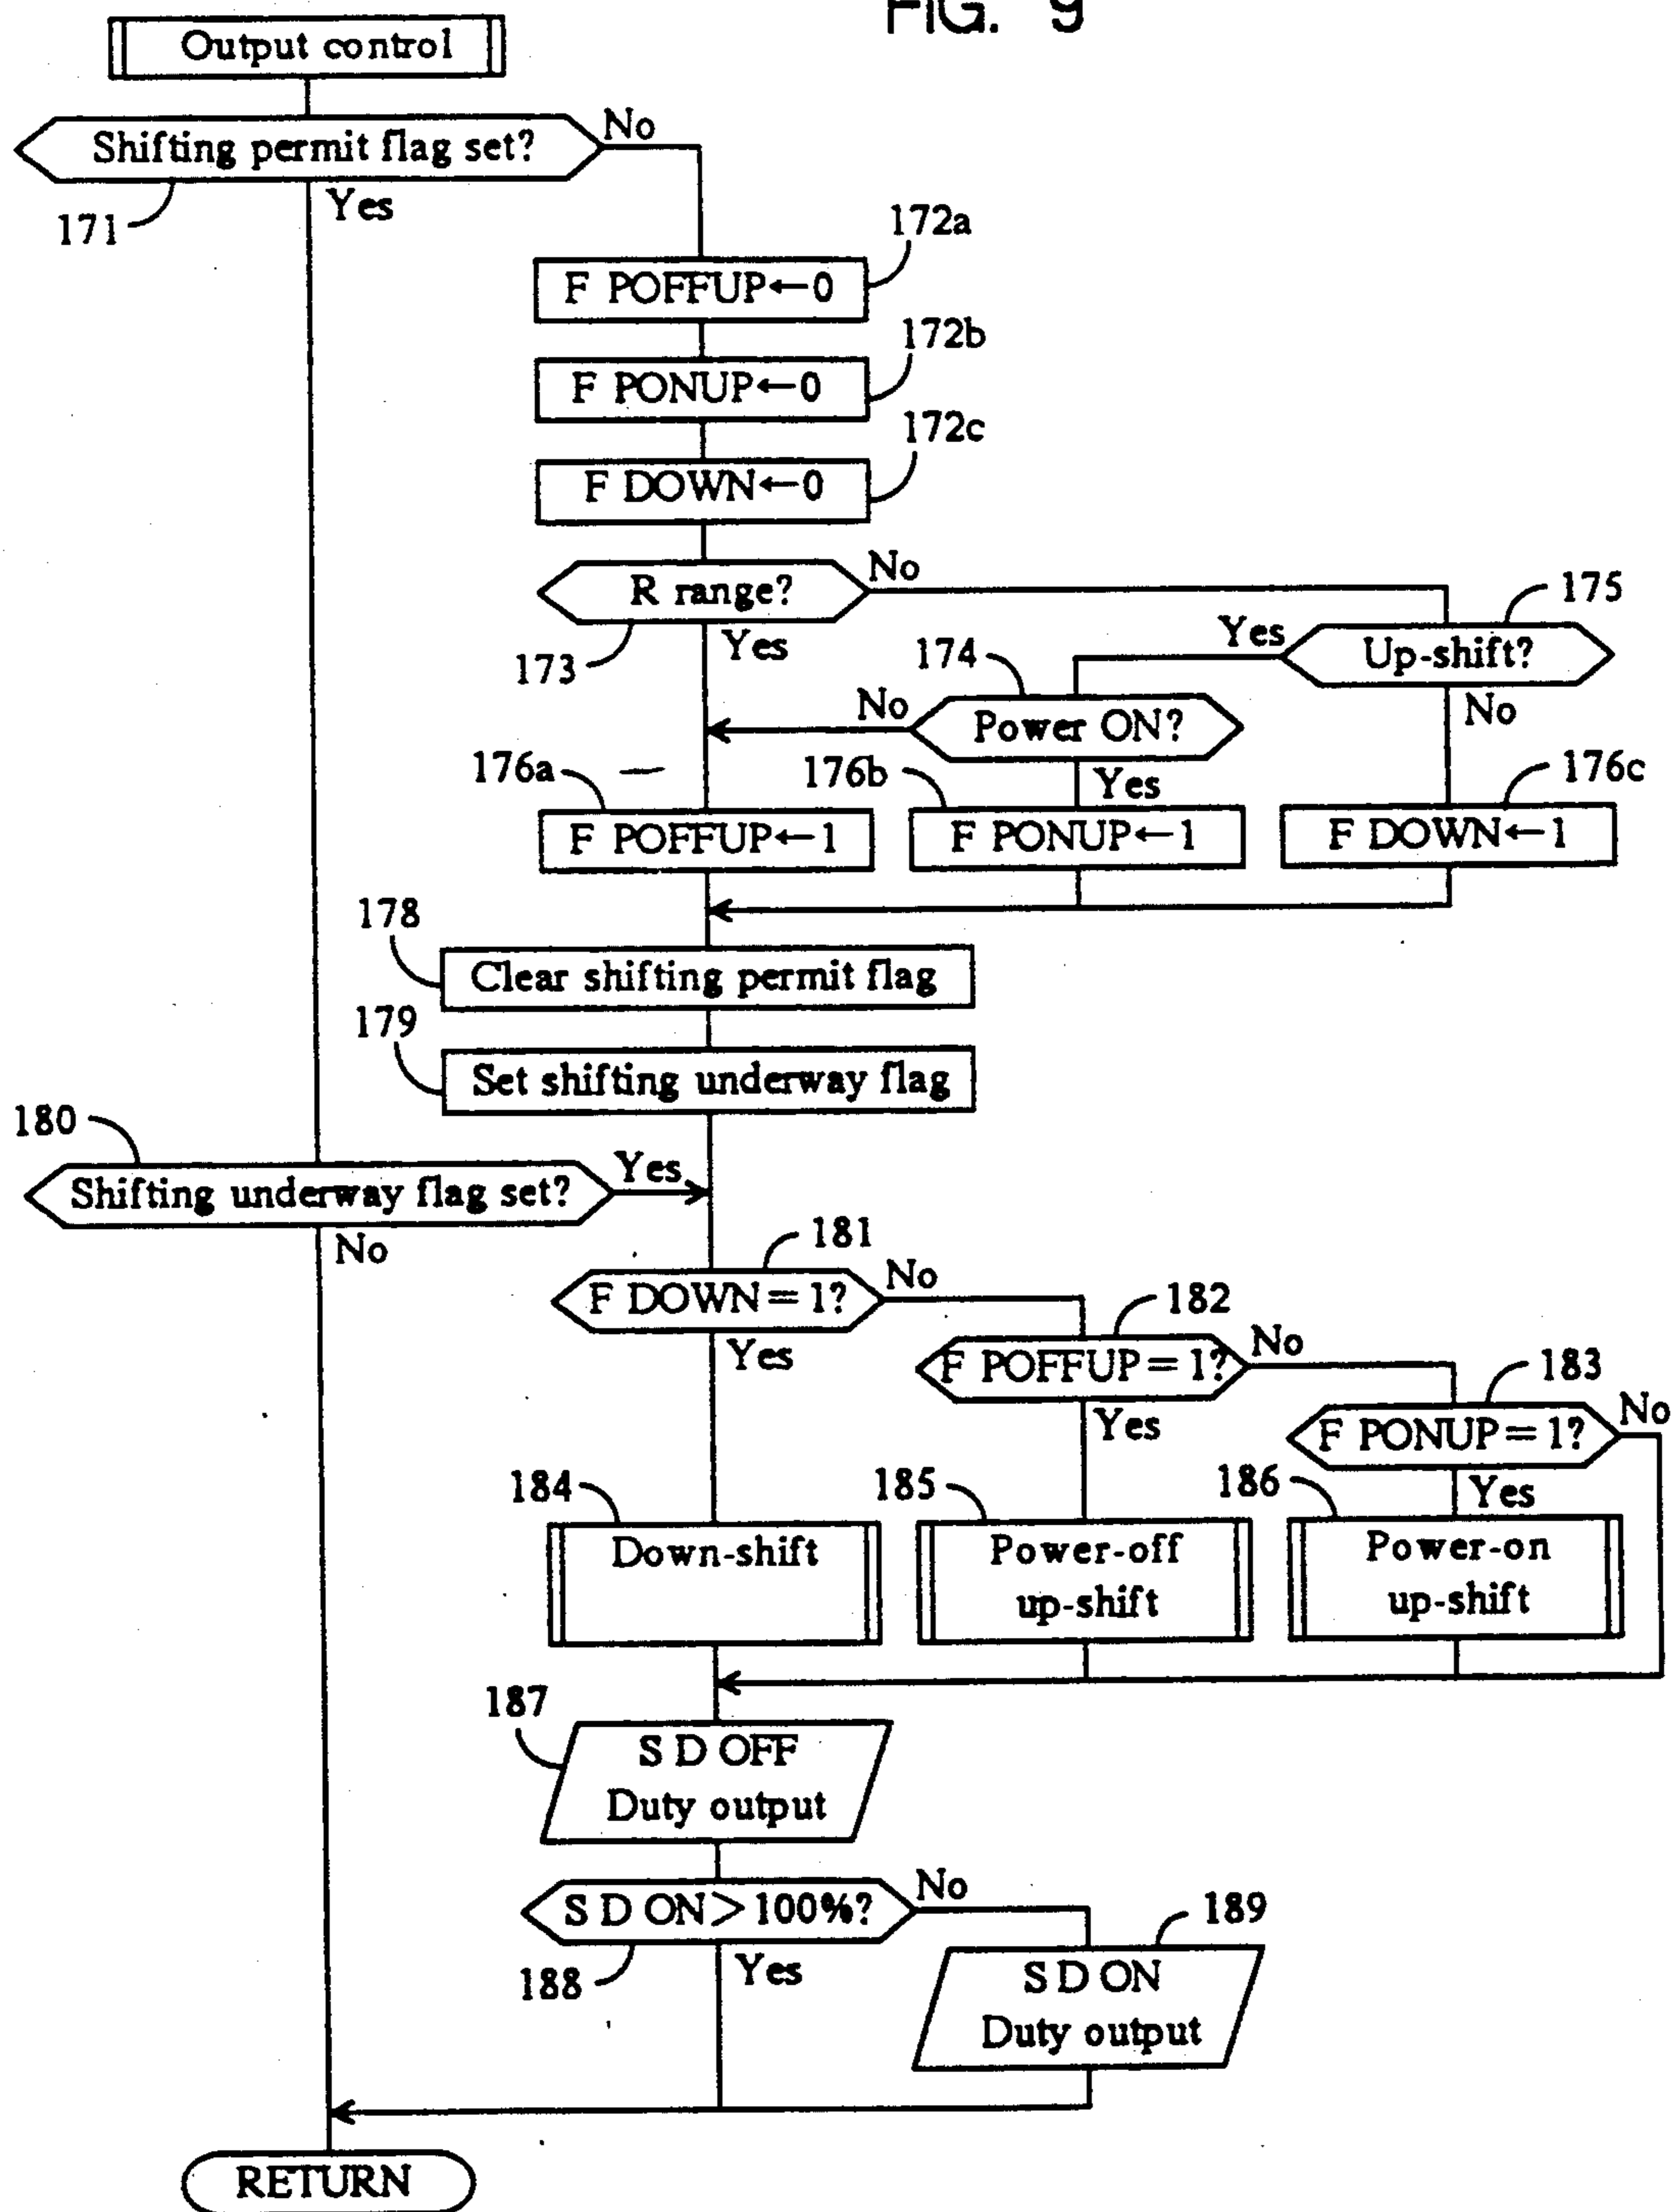 FIG. 9
Output control
Shifting permit flag set?
No
171
Yes
172a
F POFFUP←0
172b
F PONUP←0
172c
F DOWN←0
R range?
No
173
Yes
175
Up-shift?
Yes
No
174
Power ON?
No
Yes
176a
F POFFUP←1
176b
F PONUP←1
176c
F DOWN←1
178
Clear shifting permit flag
179
Set shifting underway flag
180
Shifting underway flag set?
Yes
No
181
F DOWN=1?
No
Yes
182
F POFFUP=1?
No
Yes
183
F PONUP=1?
No
Yes
184
Down-shift
185
Power-off
up-shift
186
Power-on
up-shift
187
S D OFF
Duty output
S D ON>100%?
No
188
Yes
189
S D ON
Duty output
RETURN